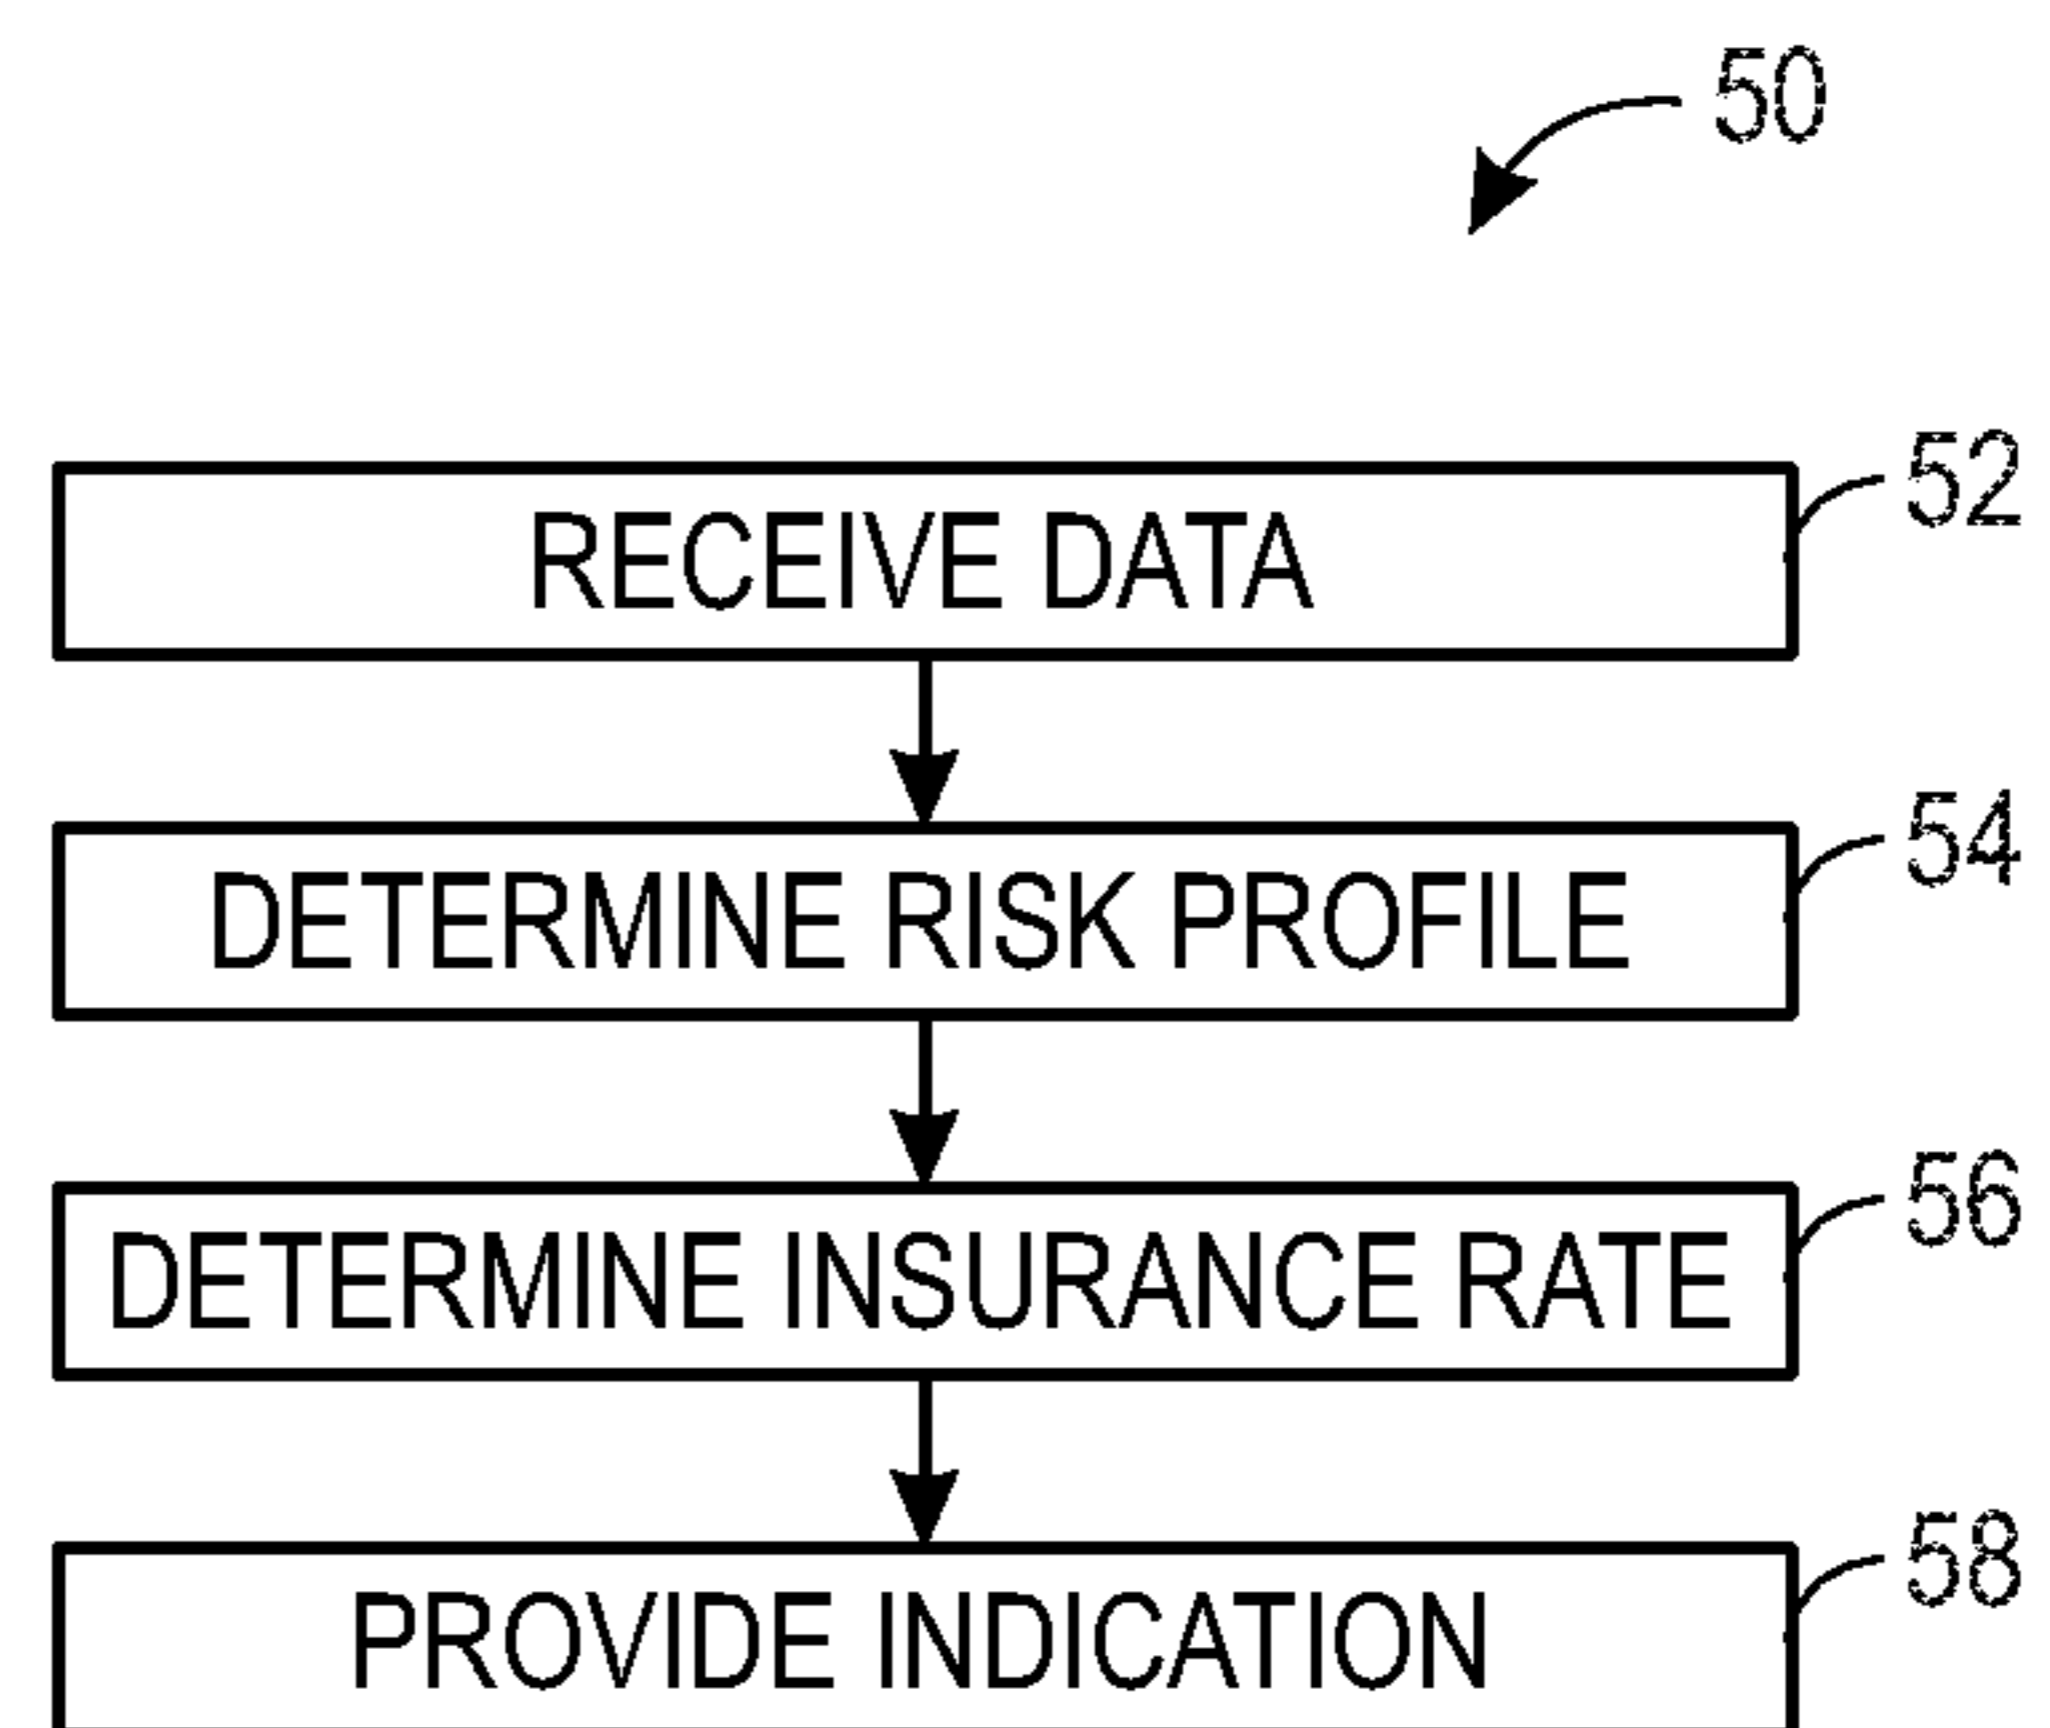 50
52
RECEIVE DATA
54
DETERMINE RISK PROFILE
56
DETERMINE INSURANCE RATE
58
PROVIDE INDICATION